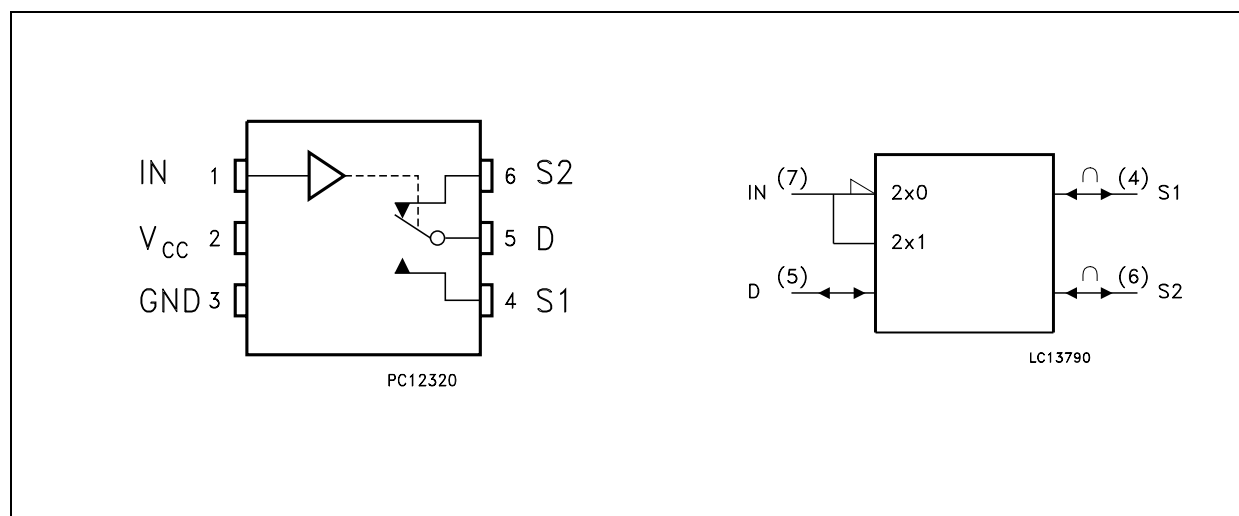 IN 1
6 S2
VCC 2
5 D
GND 3
4 S1
PC12320
IN (7)
2x0
(4) S1
2x1
D (5)
(6) S2
LC13790